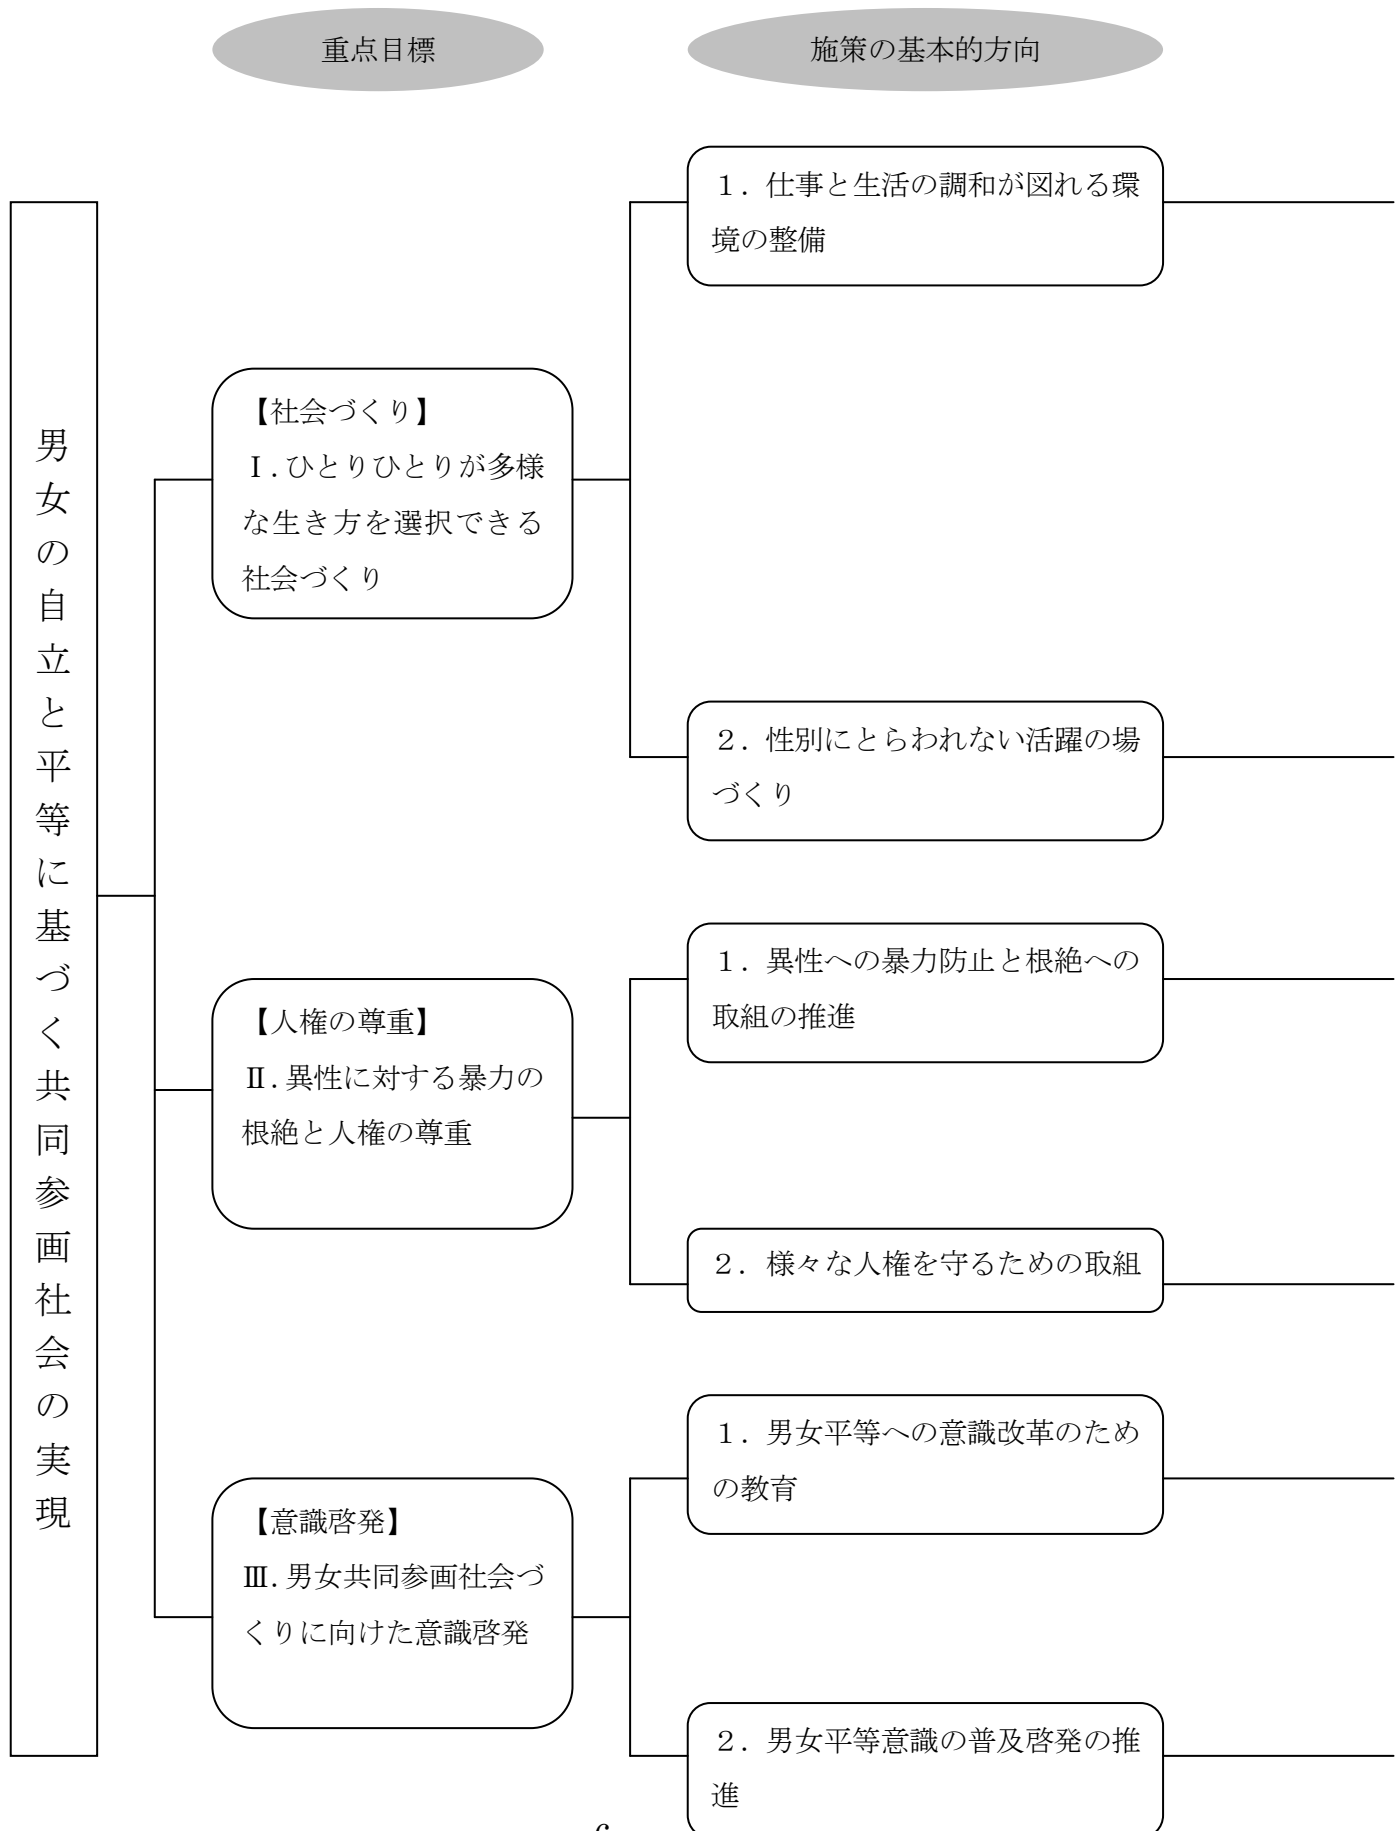 重点目標
施策の基本的方向
男女の自立と平等に基づく共同参画社会の実現
【社会づくり】
Ⅰ.ひとりひとりが多様
な生き方を選択できる
社会づくり
１．仕事と生活の調和が図れる環
境の整備
２．性別にとらわれない活躍の場
づくり
【人権の尊重】
Ⅱ.異性に対する暴力の
根絶と人権の尊重
１．異性への暴力防止と根絶への
取組の推進
２．様々な人権を守るための取組
【意識啓発】
Ⅲ.男女共同参画社会づ
くりに向けた意識啓発
１．男女平等への意識改革のため
の教育
２．男女平等意識の普及啓発の推
進